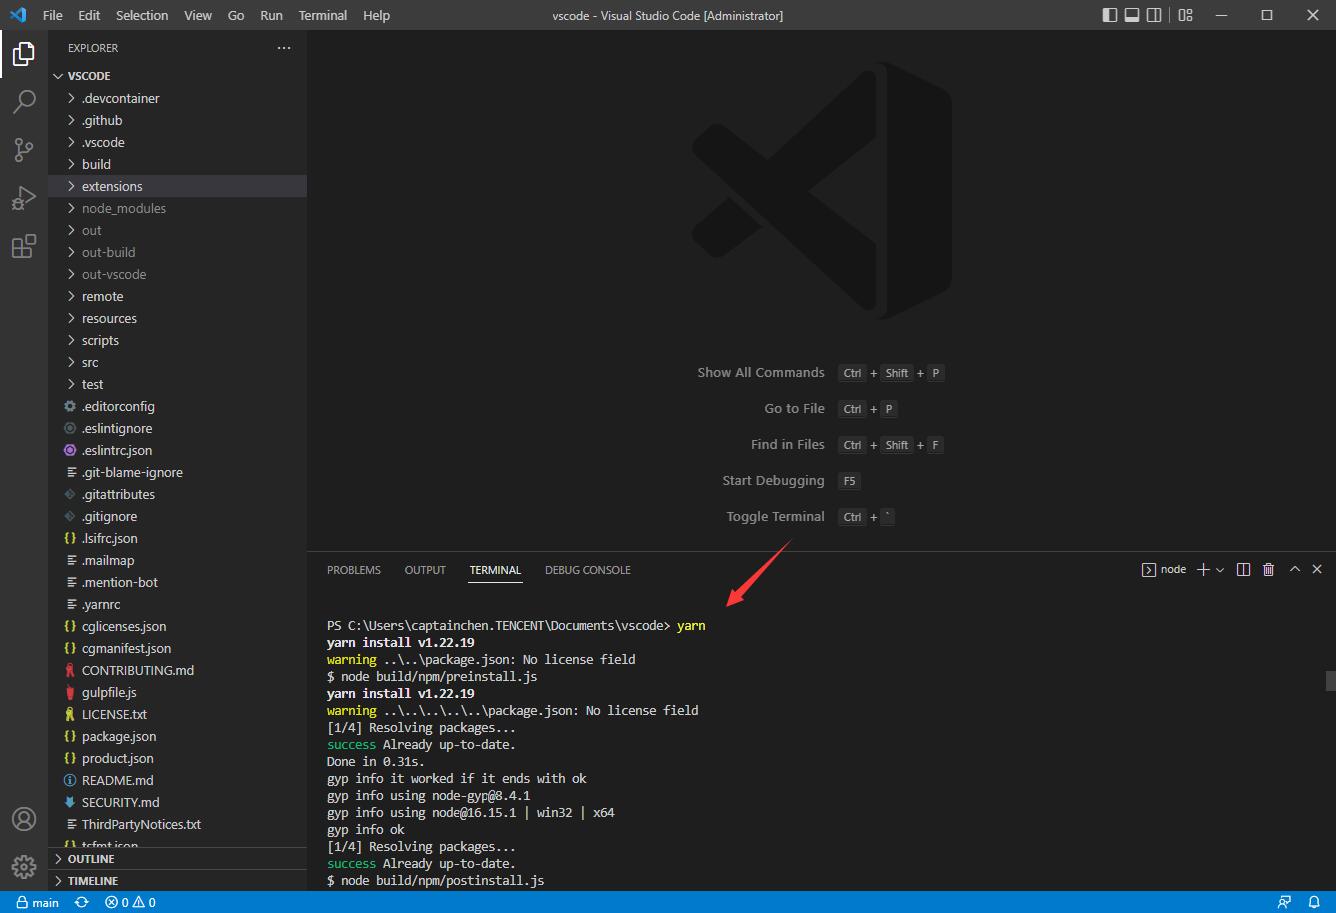 File Edit Selection View Go Run Terminal Help
vscode - Visual Studio Code [Administrator]
EXPLORER
VSCODE
.devcontainer
.github
.vscode
build
extensions
node_modules
out
out-build
out-vscode
remote
resources
scripts
src
test
.editorconfig
.eslintignore
.eslintrc.json
.git-blame-ignore
.gitattributes
.gitignore
.lsifrc.json
.mailmap
.mention-bot
.yarnrc
cglicenses.json
cgmanifest.json
CONTRIBUTING.md
gulpfile.js
LICENSE.txt
package.json
product.json
README.md
SECURITY.md
ThirdPartyNotices.txt
tsfmt.json
OUTLINE
TIMELINE
Show All Commands Ctrl + Shift + P
Go to File Ctrl + P
Find in Files Ctrl + Shift + F
Start Debugging F5
Toggle Terminal Ctrl + `
PROBLEMS OUTPUT TERMINAL DEBUG CONSOLE
node
PS C:\Users\captainchen.TENCENT\Documents\vscode> yarn
yarn install v1.22.19
warning ..\..\package.json: No license field
$ node build/npm/preinstall.js
yarn install v1.22.19
warning ..\..\..\..\..\package.json: No license field
[1/4] Resolving packages...
success Already up-to-date.
Done in 0.31s.
gyp info it worked if it ends with ok
gyp info using node-gyp@8.4.1
gyp info using node@16.15.1 | win32 | x64
gyp info ok
[1/4] Resolving packages...
success Already up-to-date.
$ node build/npm/postinstall.js
main 0 0